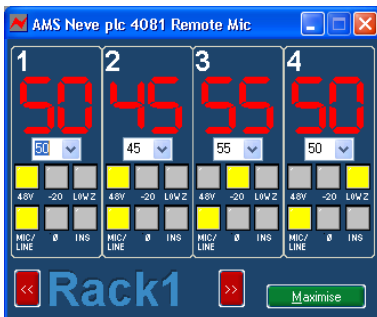 AMS Neve plc 4081 Remote Mic
1 2 3 4
50 45 55 50
50 45 55 50
48V -20 LOWZ 48V -20 LOWZ 48V -20 LOWZ 48V -20 LOWZ
MIC/ LINE Ø INS MIC/ LINE Ø INS MIC/ LINE Ø INS MIC/ LINE Ø INS
<< Rack1 >> Maximise